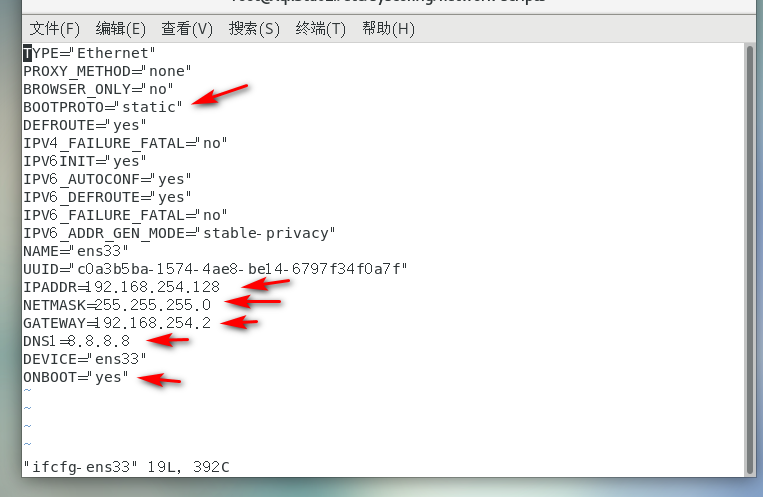 文件(F) 编辑(E) 查看(V) 搜索(S) 终端(T) 帮助(H)
TYPE="Ethernet"
PROXY_METHOD="none"
BROWSER_ONLY="no"
BOOTPROTO="static"
DEFROUTE="yes"
IPV4_FAILURE_FATAL="no"
IPV6INIT="yes"
IPV6_AUTOCONF="yes"
IPV6_DEFROUTE="yes"
IPV6_FAILURE_FATAL="no"
IPV6_ADDR_GEN_MODE="stable-privacy"
NAME="ens33"
UUID="c0a3b5ba-1574-4ae8-be14-6797f34f0a7f"
IPADDR=192.168.254.128
NETMASK=255.255.255.0
GATEWAY=192.168.254.2
DNS1=8.8.8.8
DEVICE="ens33"
ONBOOT="yes"
~
~
~
~
"ifcfg-ens33" 19L, 392C